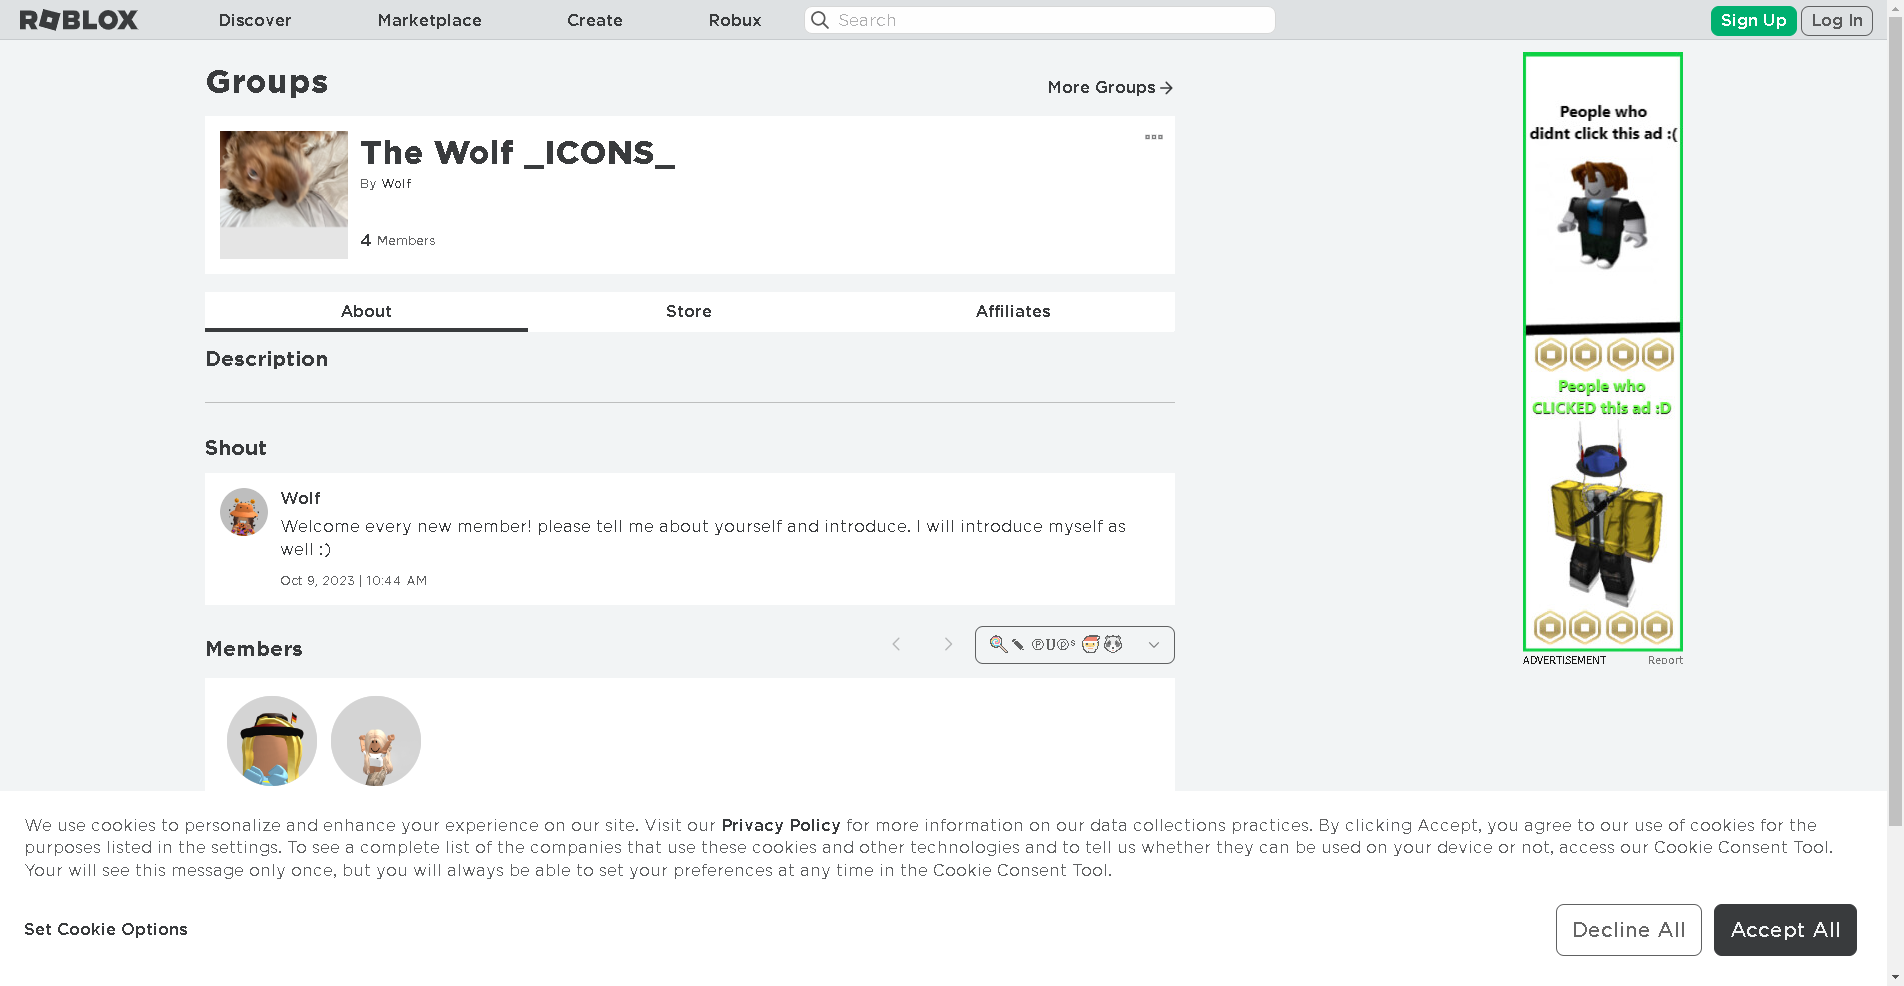 ROBLOX
Discover
Marketplace
Create
Robux
Search
Sign Up
Log In
Groups
More Groups
The Wolf _ICONS_
By Wolf
4 Members
About
Store
Affiliates
Description
Shout
Wolf
Welcome every new member! please tell me about yourself and introduce. I will introduce myself as
well :)
Oct 9, 2023 | 10:44 AM
Members
ⓅUⓅˢ
People who
didnt click this ad :(
People who
CLICKED this ad :D
ADVERTISEMENT
Report
We use cookies to personalize and enhance your experience on our site. Visit our Privacy Policy for more information on our data collections practices. By clicking Accept, you agree to our use of cookies for the
purposes listed in the settings. To see a complete list of the companies that use these cookies and other technologies and to tell us whether they can be used on your device or not, access our Cookie Consent Tool.
Your will see this message only once, but you will always be able to set your preferences at any time in the Cookie Consent Tool.
Set Cookie Options
Decline All
Accept All